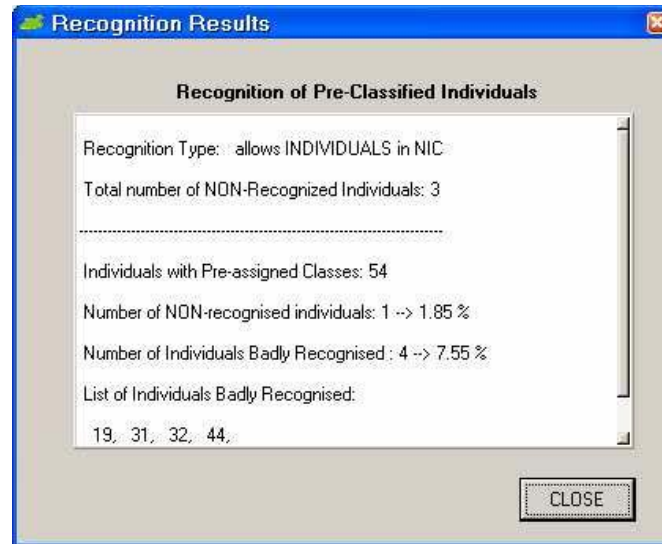 Recognition Results
Recognition of Pre-Classified Individuals
Recognition Type: allows INDIVIDUALS in NIC
Total number of NON-Recognized Individuals: 3
--------------------------------------------------------------------------------
Individuals with Pre-assigned Classes: 54
Number of NON-recognised individuals: 1 --> 1.85 %
Number of Individuals Badly Recognised : 4 --> 7.55 %
List of Individuals Badly Recognised:
19, 31, 32, 44,
CLOSE